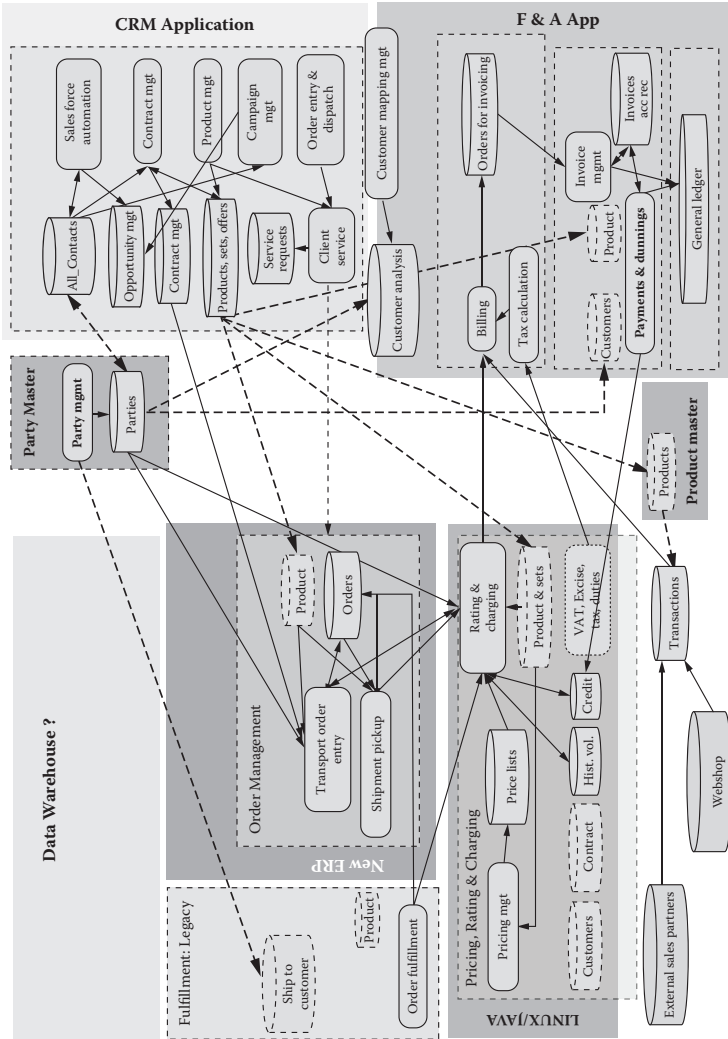 Data Warehouse ?
Party Master
Party mgmt
Parties
CRM Application
Sales force
automation
Contract mgt
Product mgt
Campaign
mgt
Order entry &
dispatch
All_Contacts
Opportunity mgt
Contract mgt
Products, sets, offers
Service
requests
Client
service
Customer mapping mgt
Customer analysis
Fulfillment: Legacy
Ship to
customer
Product
Order fulfillment
New ERP
Order Management
Product
Orders
Transport order
entry
Shipment pickup
F & A App
Orders for invoicing
Billing
Tax calculation
Invoice
mgmt
Invoices
acc rec
Product
Customers
Payments & dunnings
General ledger
LINUX/JAVA
Pricing, Rating & Charging
Rating &
charging
Product & sets
Price lists
Pricing mgt
VAT, Excise,
tax, duties
Credit
Hist. vol.
Contract
Customers
Products
Product master
Transactions
External sales partners
Webshop